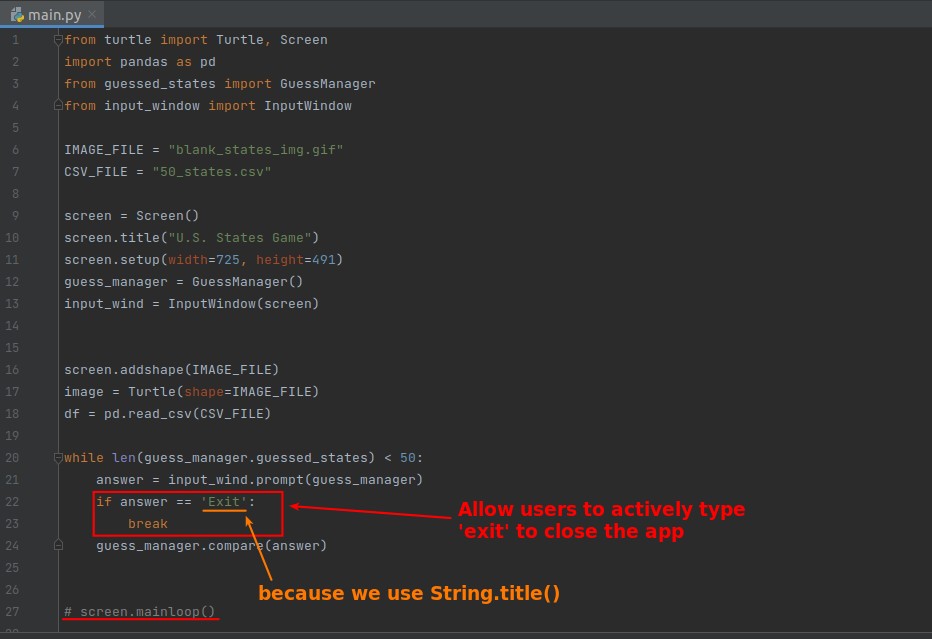 main.py
1 from turtle import Turtle, Screen
2 import pandas as pd
3 from guessed_states import GuessManager
4 from input_window import InputWindow
5
6 IMAGE_FILE = "blank_states_img.gif"
7 CSV_FILE = "50_states.csv"
8
9 screen = Screen()
10 screen.title("U.S. States Game")
11 screen.setup(width=725, height=491)
12 guess_manager = GuessManager()
13 input_wind = InputWindow(screen)
14
15
16 screen.addshape(IMAGE_FILE)
17 image = Turtle(shape=IMAGE_FILE)
18 df = pd.read_csv(CSV_FILE)
19
20 while len(guess_manager.guessed_states) < 50:
21 answer = input_wind.prompt(guess_manager)
22 if answer == 'Exit':
23 break
24 guess_manager.compare(answer)
25
26
27 # screen.mainloop()
Allow users to actively type
'exit' to close the app
because we use String.title()